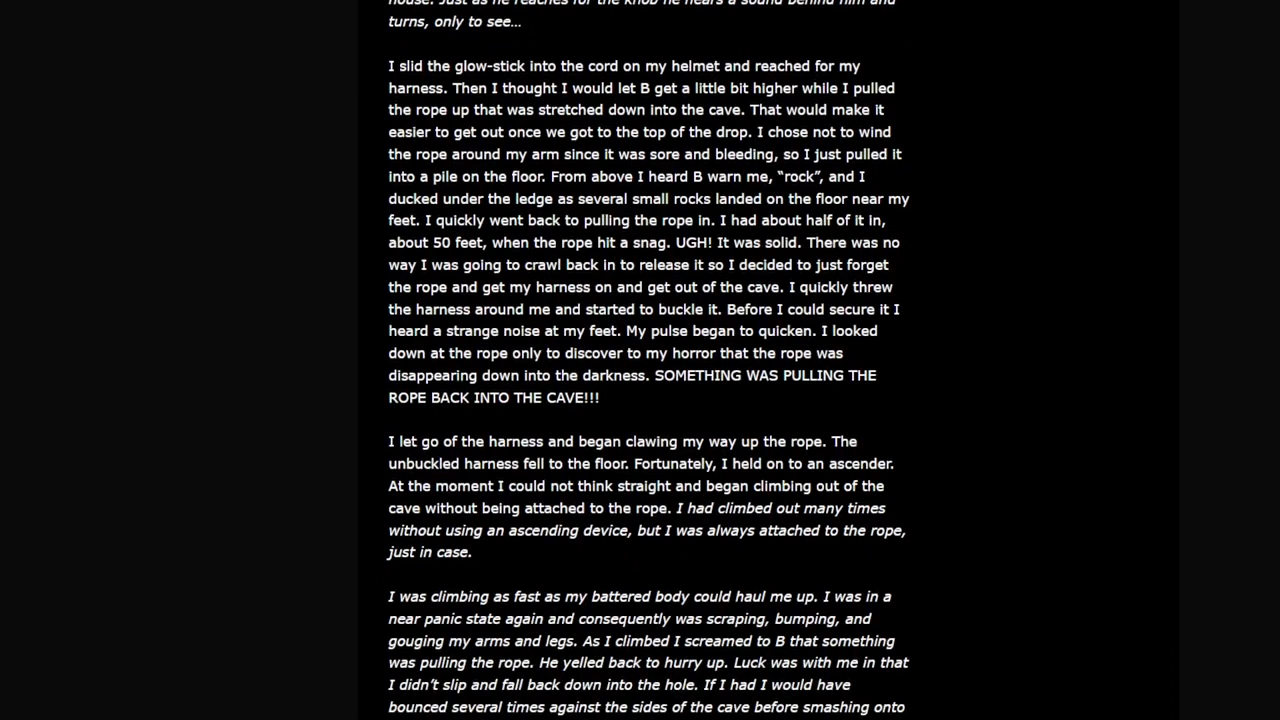 house. Just as he reaches for the knob he hears a sound behind him and
turns, only to see…
I slid the glow-stick into the cord on my helmet and reached for my
harness. Then I thought I would let B get a little bit higher while I pulled
the rope up that was stretched down into the cave. That would make it
easier to get out once we got to the top of the drop. I chose not to wind
the rope around my arm since it was sore and bleeding, so I just pulled it
into a pile on the floor. From above I heard B warn me, “rock”, and I
ducked under the ledge as several small rocks landed on the floor near my
feet. I quickly went back to pulling the rope in. I had about half of it in,
about 50 feet, when the rope hit a snag. UGH! It was solid. There was no
way I was going to crawl back in to release it so I decided to just forget
the rope and get my harness on and get out of the cave. I quickly threw
the harness around me and started to buckle it. Before I could secure it I
heard a strange noise at my feet. My pulse began to quicken. I looked
down at the rope only to discover to my horror that the rope was
disappearing down into the darkness. SOMETHING WAS PULLING THE
ROPE BACK INTO THE CAVE!!!
I let go of the harness and began clawing my way up the rope. The
unbuckled harness fell to the floor. Fortunately, I held on to an ascender.
At the moment I could not think straight and began climbing out of the
cave without being attached to the rope. I had climbed out many times
without using an ascending device, but I was always attached to the rope,
just in case.
I was climbing as fast as my battered body could haul me up. I was in a
near panic state again and consequently was scraping, bumping, and
gouging my arms and legs. As I climbed I screamed to B that something
was pulling the rope. He yelled back to hurry up. Luck was with me in that
I didn’t slip and fall back down into the hole. If I had I would have
bounced several times against the sides of the cave before smashing onto